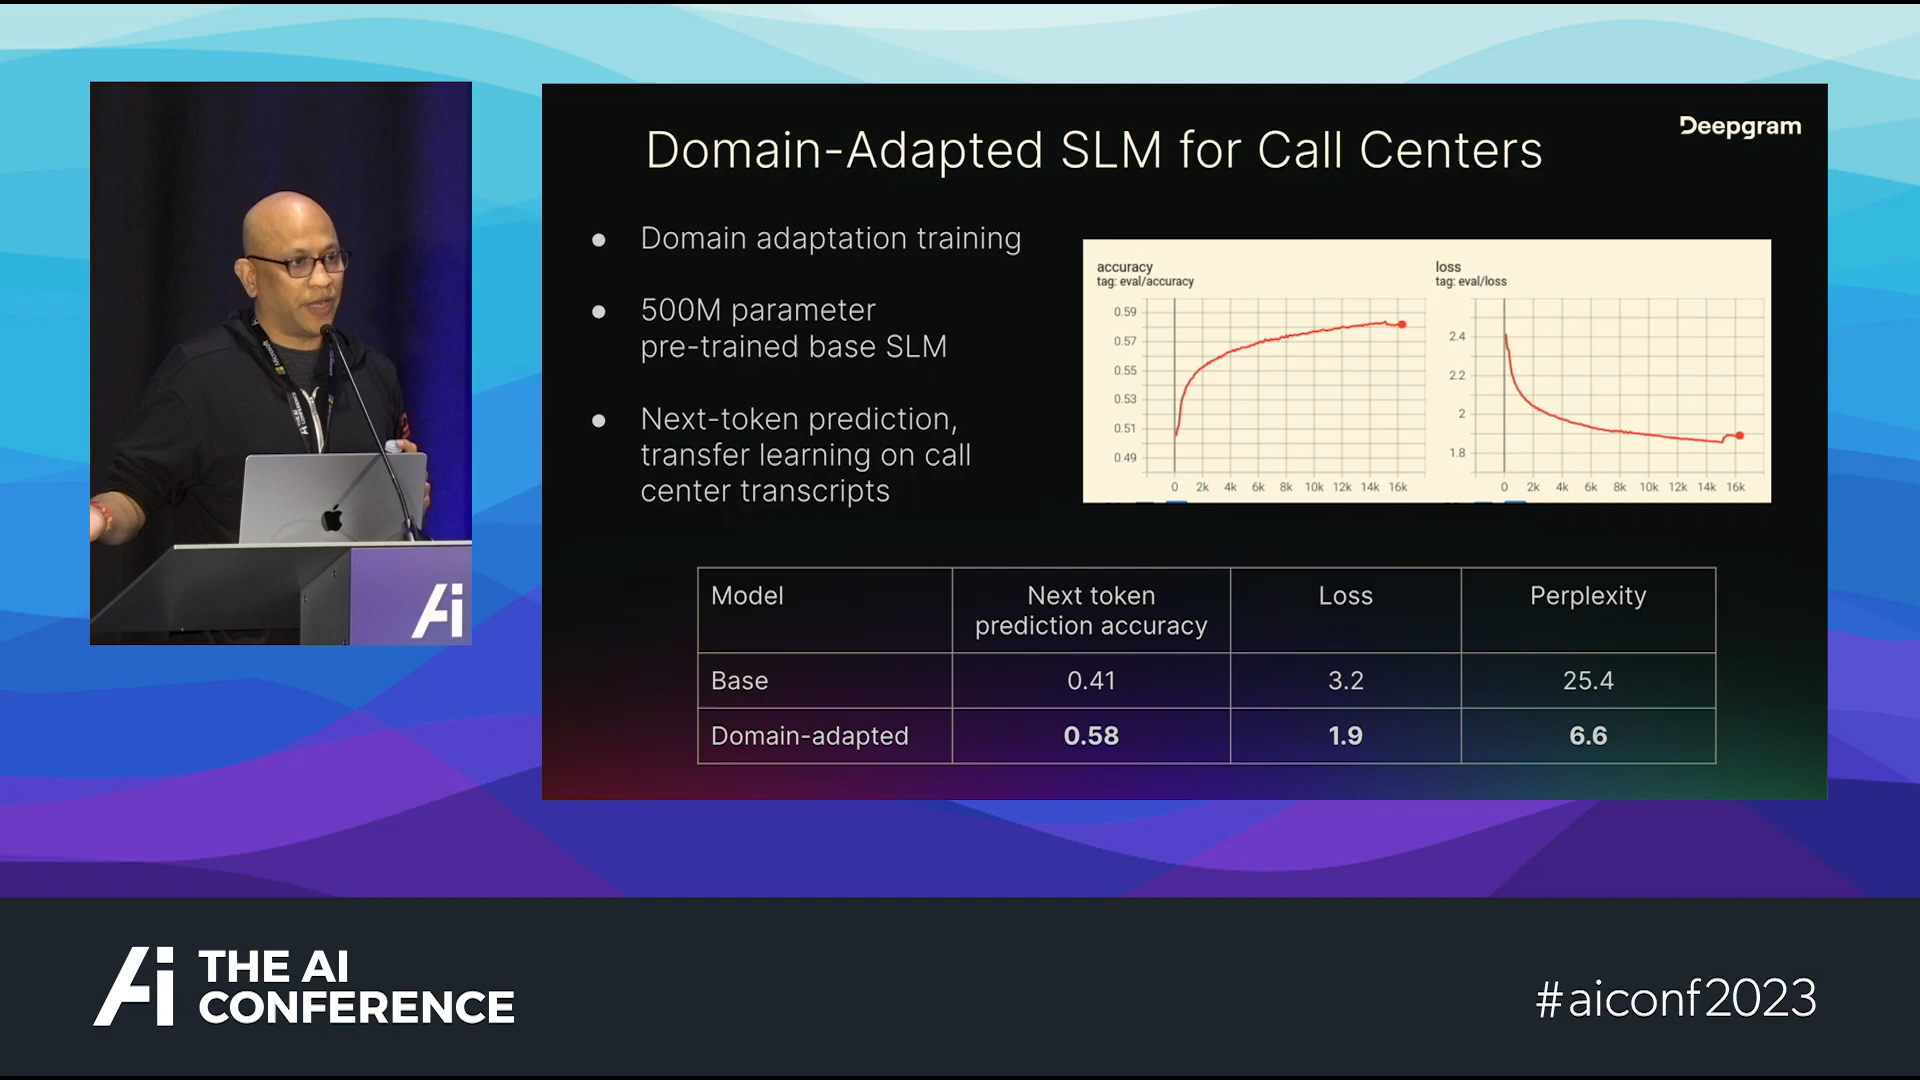 Deepgram
Domain-Adapted SLM for Call Centers
● Domain adaptation training
● 500M parameter
pre-trained base SLM
● Next-token prediction,
transfer learning on call
center transcripts
accuracy
tag: eval/accuracy
0.59
0.57
0.55
0.53
0.51
0.49
0 2k 4k 6k 8k 10k 12k 14k 16k
loss
tag: eval/loss
2.4
2.2
2
1.8
0 2k 4k 6k 8k 10k 12k 14k 16k
Model Next token prediction accuracy Loss Perplexity
Base 0.41 3.2 25.4
Domain-adapted 0.58 1.9 6.6
Ai
Ai THE AI
CONFERENCE
#aiconf2023